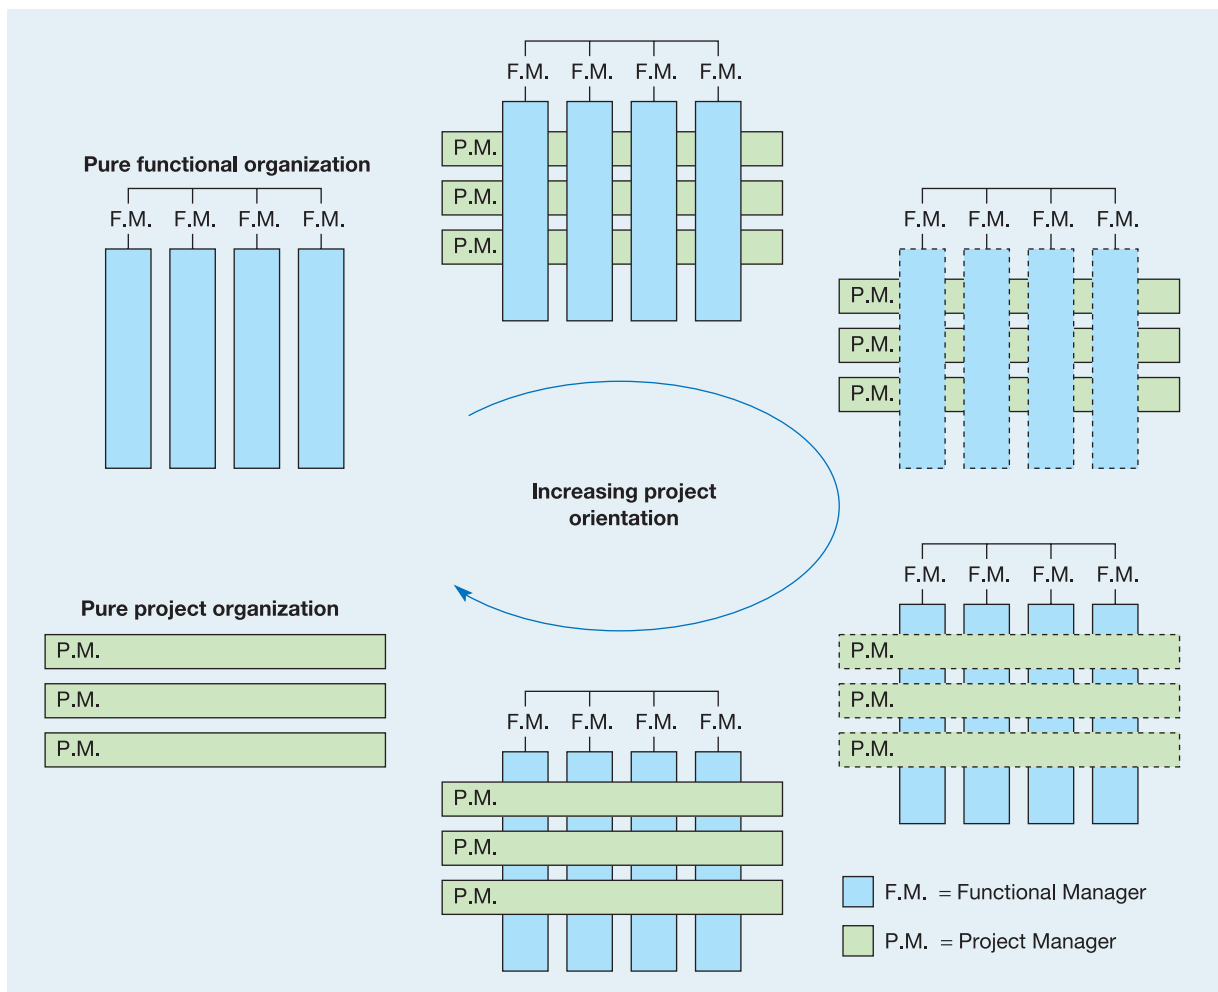 Pure functional organization
F.M. F.M. F.M. F.M.
F.M. F.M. F.M. F.M.
P.M.
P.M.
P.M.
F.M. F.M. F.M. F.M.
P.M.
P.M.
P.M.
Increasing project
orientation
F.M. F.M. F.M. F.M.
P.M.
P.M.
P.M.
F.M. F.M. F.M. F.M.
P.M.
P.M.
P.M.
Pure project organization
P.M.
P.M.
P.M.
F.M. = Functional Manager
P.M. = Project Manager